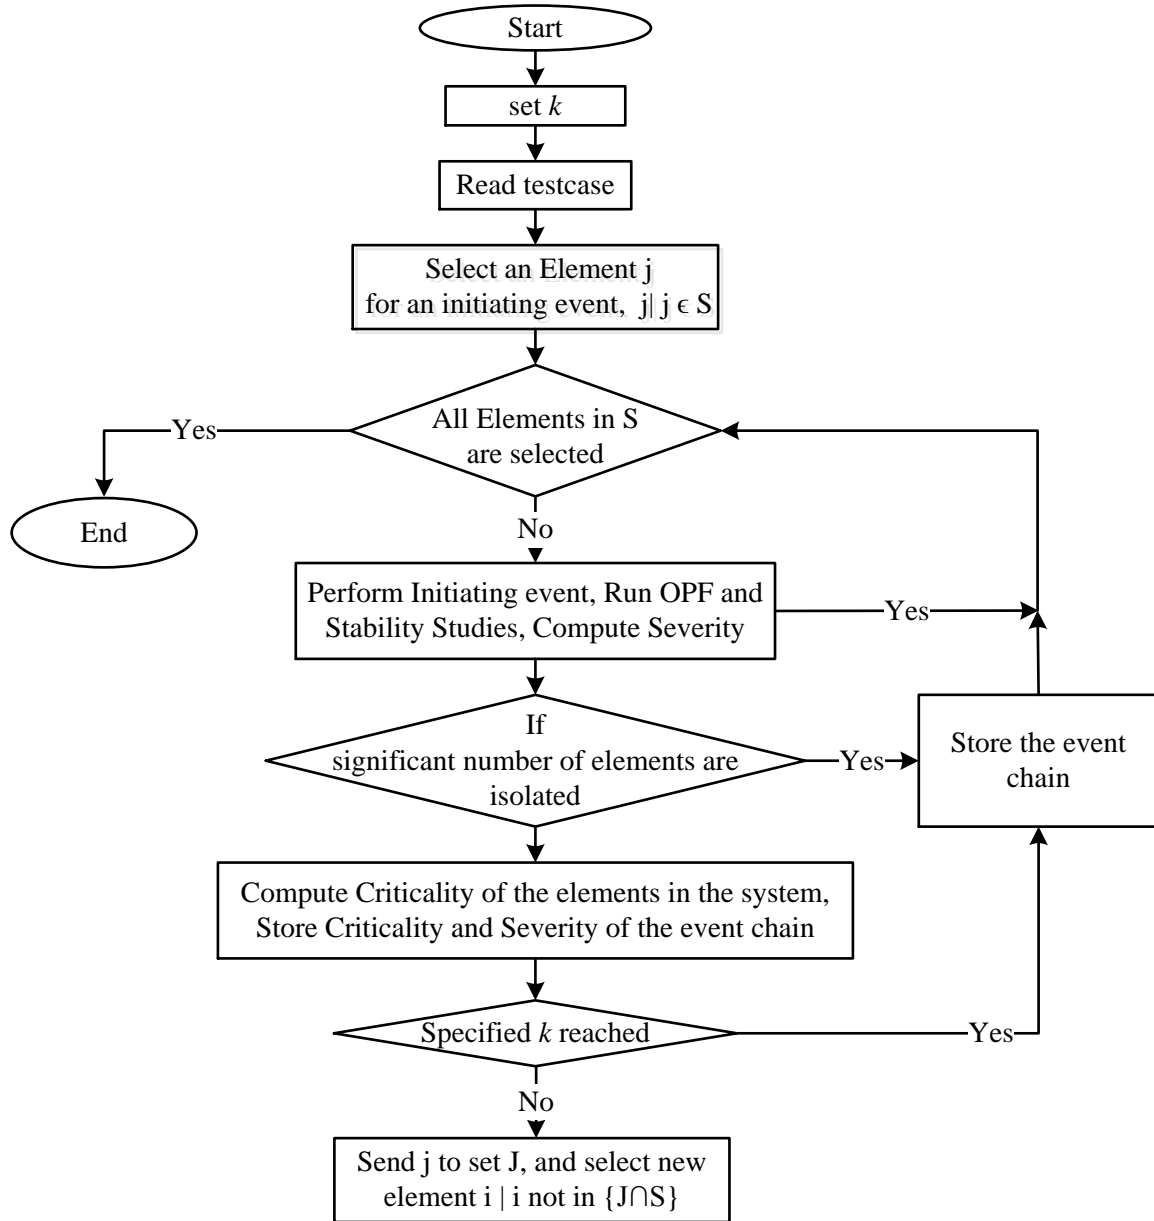 Start
set k
Read testcase
Select an Element j
for an initiating event, j| j ϵ S
All Elements in S
are selected
Yes
End
No
Perform Initiating event, Run OPF and
Stability Studies, Compute Severity
Yes
If
significant number of elements are
isolated
Yes
Store the event
chain
Compute Criticality of the elements in the system,
Store Criticality and Severity of the event chain
Specified k reached
Yes
No
Send j to set J, and select new
element i | i not in {J∩S}